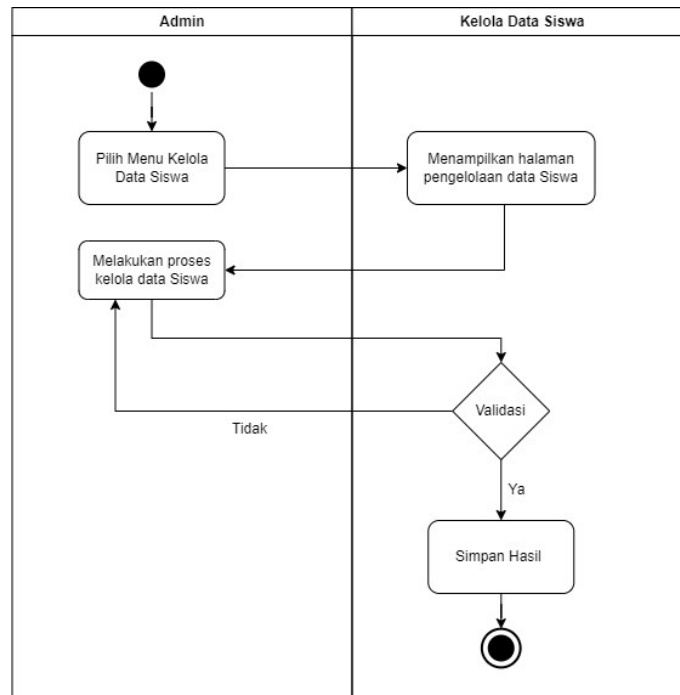 Admin
Kelola Data Siswa
Pilih Menu Kelola
Data Siswa
Menampilkan halaman
pengelolaan data Siswa
Melakukan proses
kelola data Siswa
Validasi
Tidak
Ya
Simpan Hasil